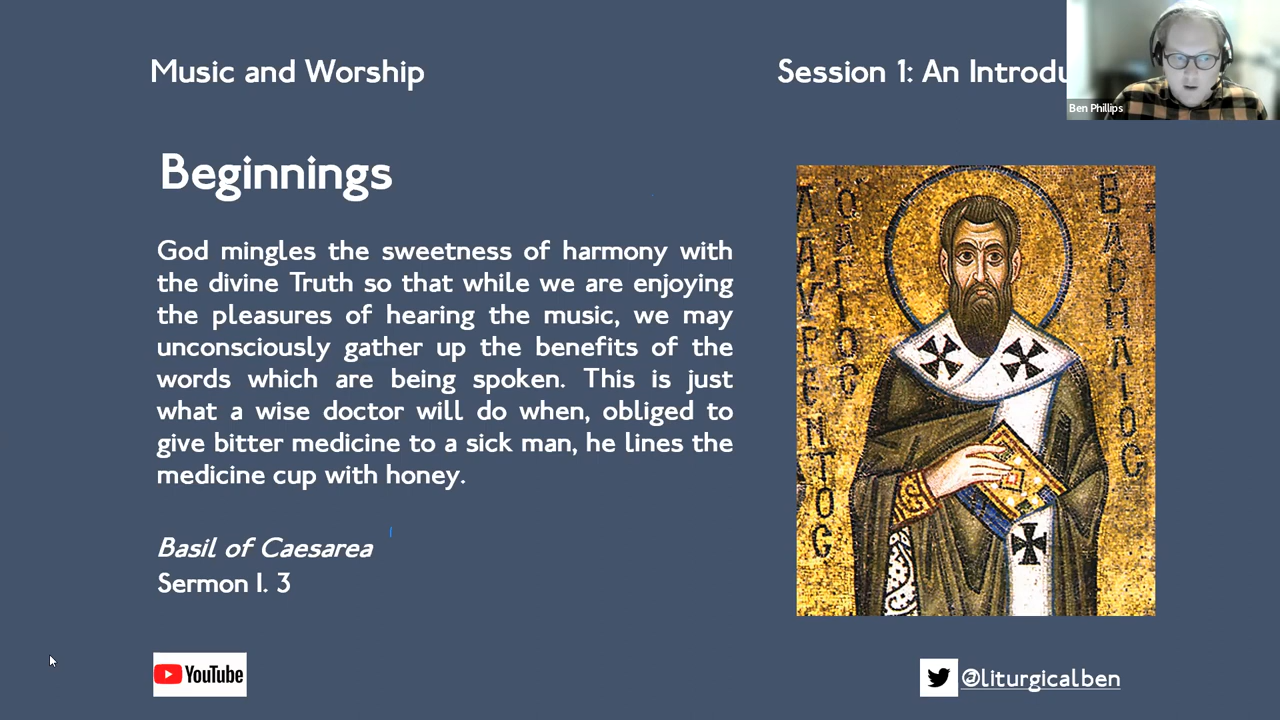 Music and Worship
Session 1: An Introdu
Ben Phillips
Beginnings
God mingles the sweetness of harmony with
the divine Truth so that while we are enjoying
the pleasures of hearing the music, we may
unconsciously gather up the benefits of the
words which are being spoken. This is just
what a wise doctor will do when, obliged to
give bitter medicine to a sick man, he lines the
medicine cup with honey.
Basil of Caesarea
Sermon I. 3
YouTube
@liturgicalben